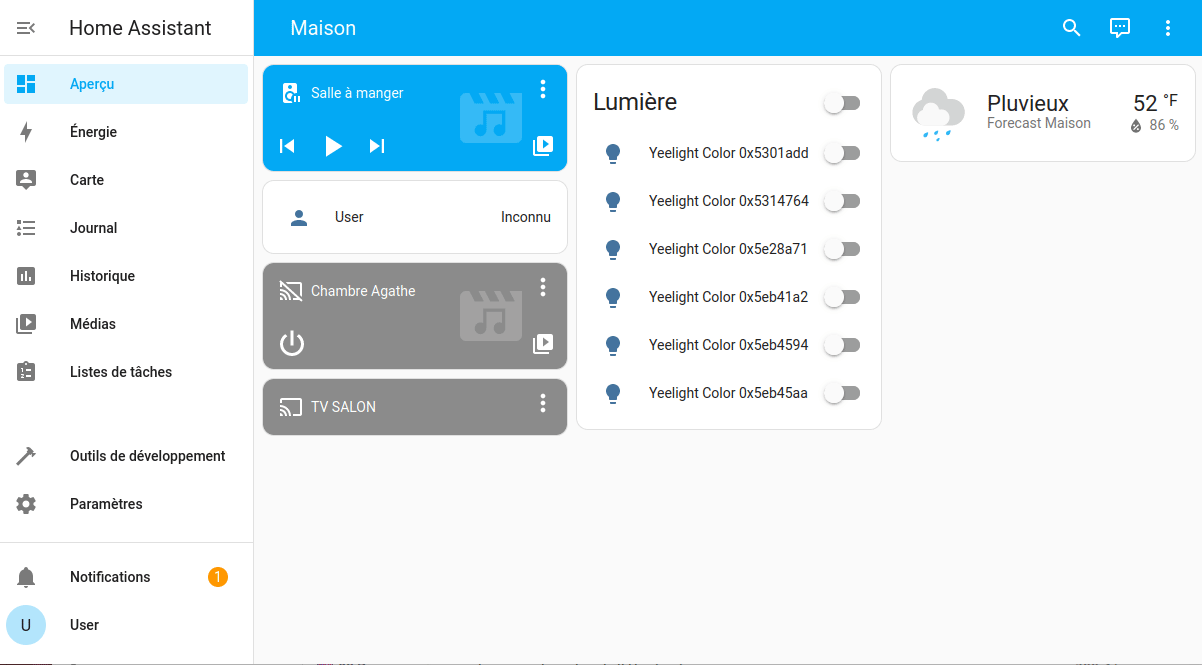 Home Assistant
Aperçu
Énergie
Carte
Journal
Historique
Médias
Listes de tâches
Outils de développement
Paramètres
Notifications
1
U
User
Maison
Salle à manger
User
Inconnu
Chambre Agathe
TV SALON
Lumière
Yeelight Color 0x5301add
Yeelight Color 0x5314764
Yeelight Color 0x5e28a71
Yeelight Color 0x5eb41a2
Yeelight Color 0x5eb4594
Yeelight Color 0x5eb45aa
Pluvieux
52 °F
Forecast Maison
86 %